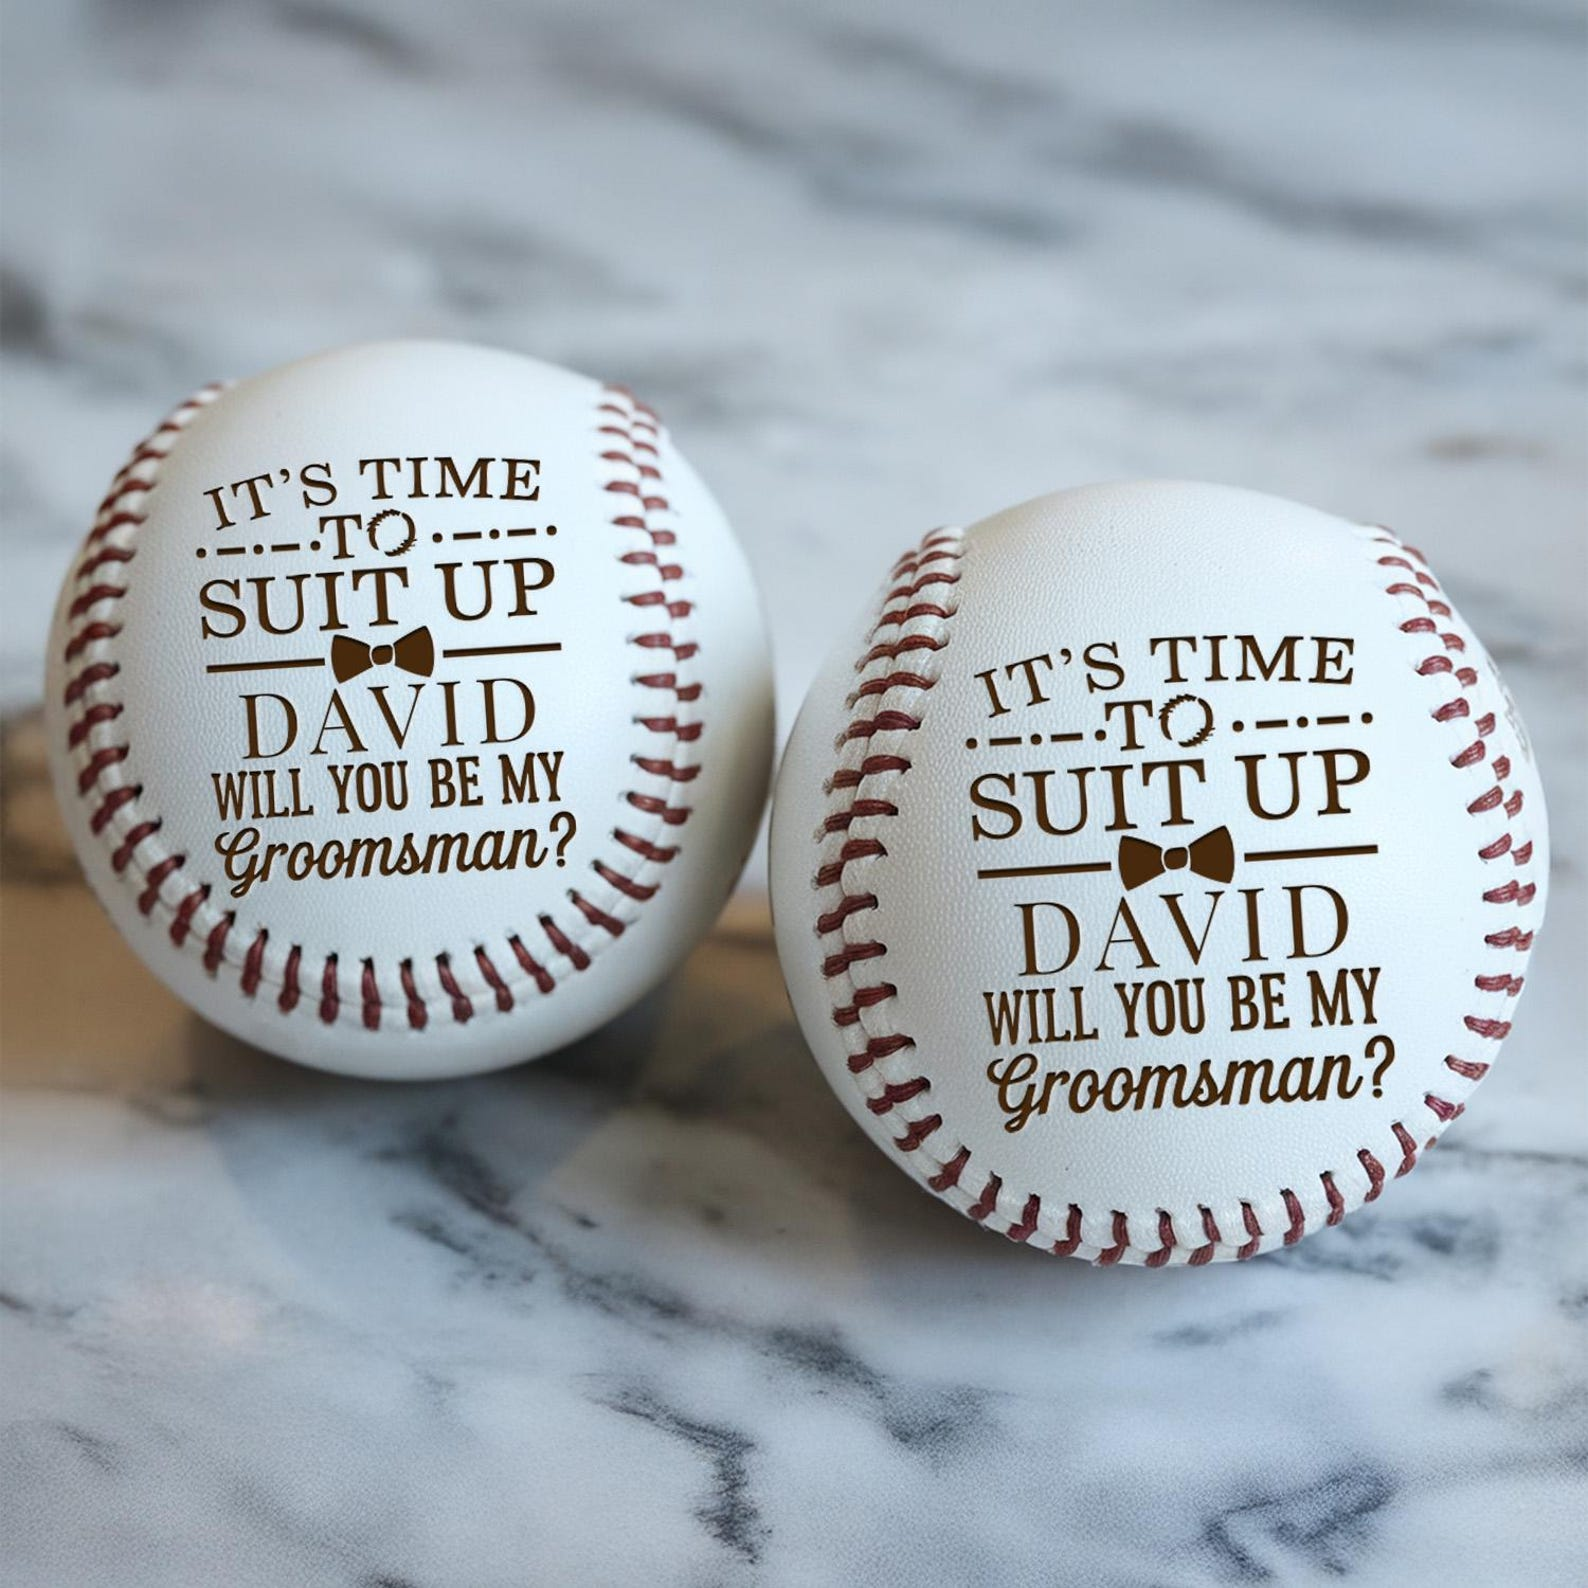 IT'S TIME
TO
SUIT UP
DAVID
WILL YOU BE MY
Groomsman?
IT'S TIME
TO
SUIT UP
DAVID
WILL YOU BE MY
Groomsman?